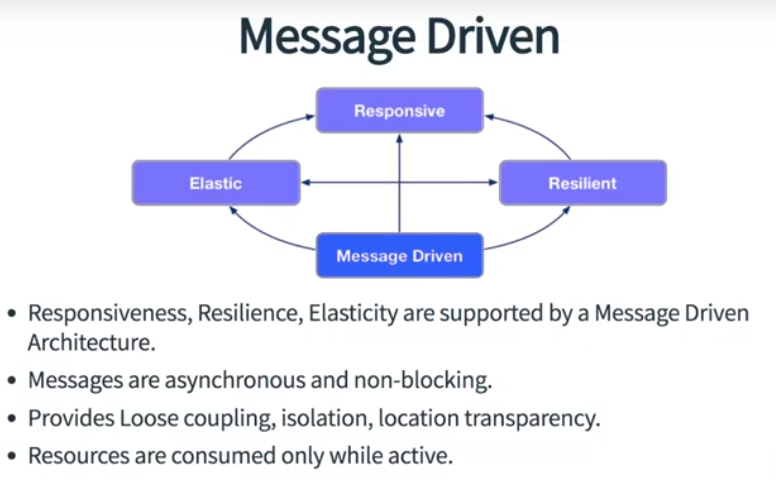 Message Driven
Responsive
Elastic
Resilient
Message Driven
• Responsiveness, Resilience, Elasticity are supported by a Message Driven
Architecture.
• Messages are asynchronous and non-blocking.
• Provides Loose coupling, isolation, location transparency.
• Resources are consumed only while active.